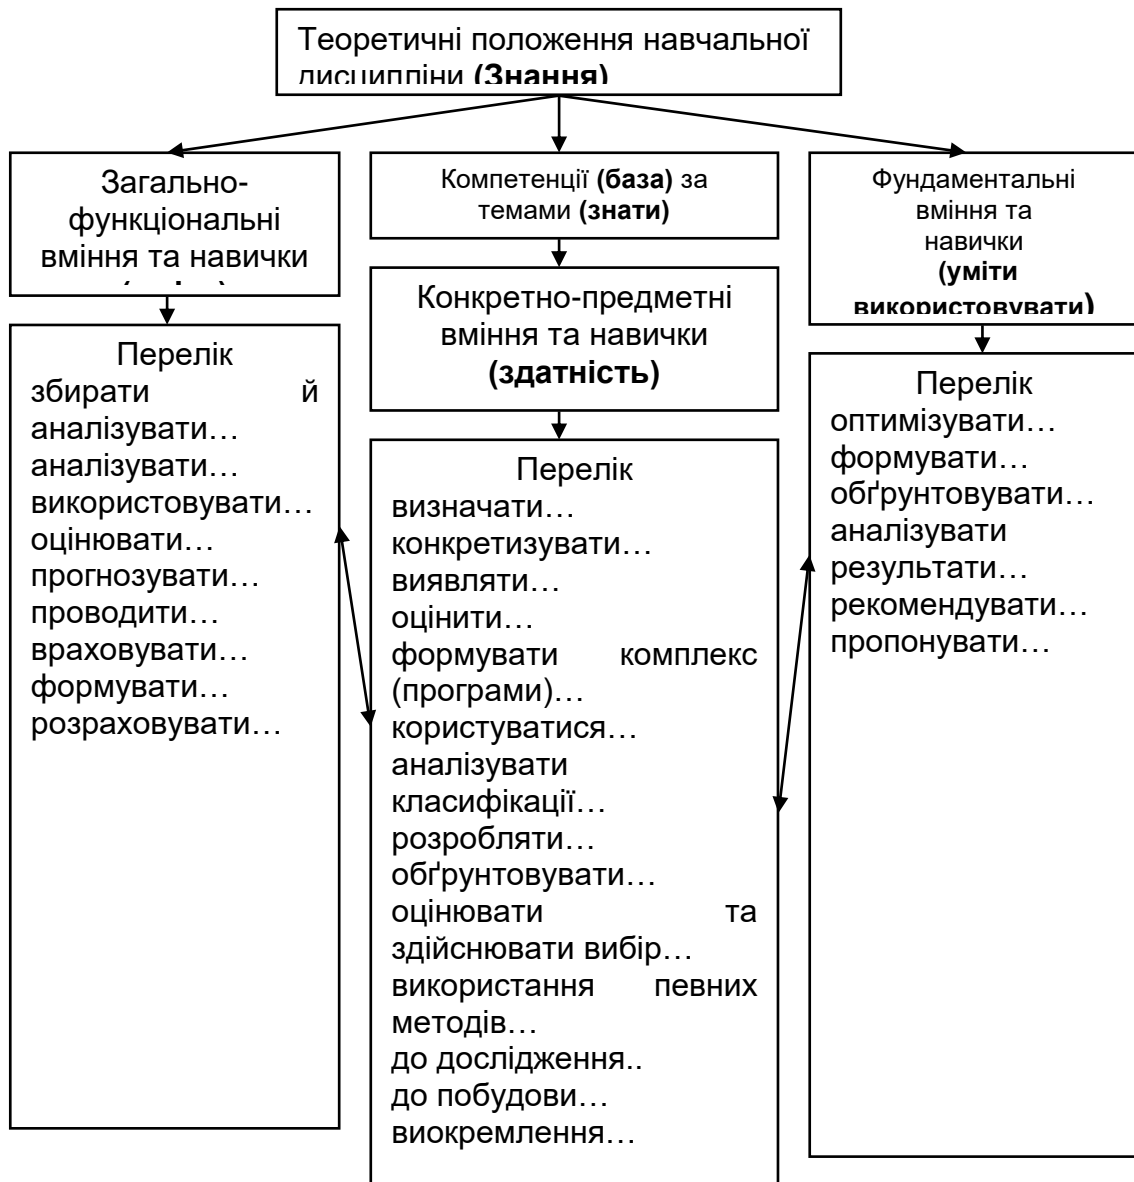 Теоретичні положення навчальної
дисципліни (Знання)
Загально-
функціональні
вміння та навички
Компетенції (база) за
темами (знати)
Фундаментальні
вміння та
навички
(уміти
використовувати)
Конкретно-предметні
вміння та навички
(здатність)
Перелік
збирати й
аналізувати…
аналізувати…
використовувати…
оцінювати…
прогнозувати…
проводити…
враховувати…
формувати…
розраховувати…
Перелік
визначати…
конкретизувати…
виявляти…
оцінити…
формувати комплекс
(програми)…
користуватися…
аналізувати
класифікації…
розробляти…
обґрунтовувати…
оцінювати та
здійснювати вибір…
використання певних
методів…
до дослідження..
до побудови…
виокремлення…
Перелік
оптимізувати…
формувати…
обґрунтовувати…
аналізувати
результати…
рекомендувати…
пропонувати…